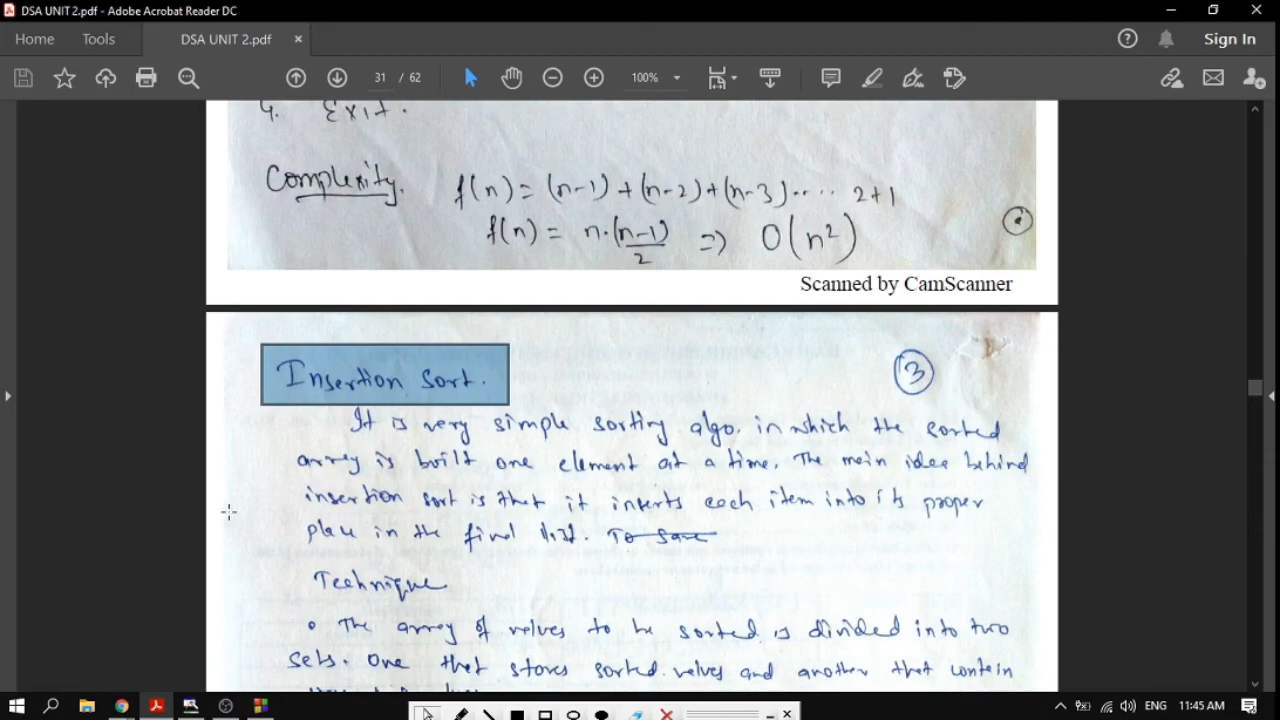 DSA UNIT 2.pdf - Adobe Acrobat Reader DC
Home Tools DSA UNIT 2.pdf × Sign In
31 / 62 100%
4. Exit.
Complexity. f(n) = (n-1) + (n-2) + (n-3) ..... 2+1
f(n) = n.(n-1)/2 => O(n²)
Scanned by CamScanner
Insertion Sort.
3
It is very simple sorting algo. in which the sorted
array is built one element at a time. The main idea behind
insertion sort is that it inserts each item into its proper
place in the final list. To save
Technique
• The array of values to be sorted is divided into two
sets. One that stores sorted values and another that contain
11:45 AM